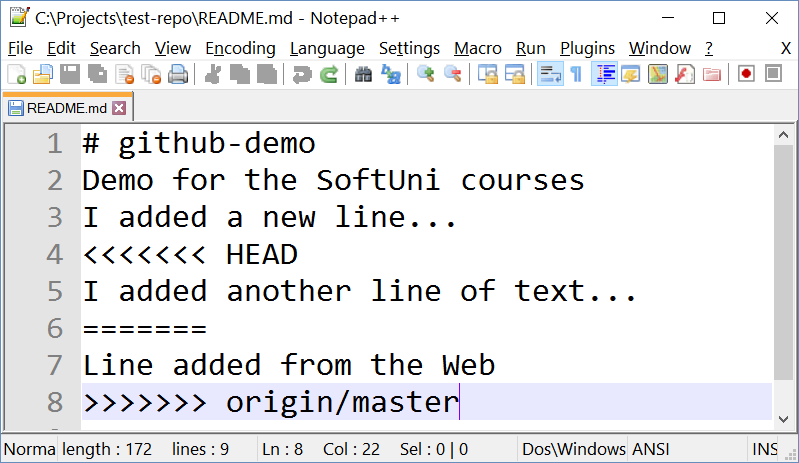 C:\Projects\test-repo\README.md - Notepad++
File Edit Search View Encoding Language Settings Macro Run Plugins Window ? X
README.md
1 # github-demo
2 Demo for the SoftUni courses
3 I added a new line...
4 <<<<<<< HEAD
5 I added another line of text...
6 =======
7 Line added from the Web
8 >>>>>>> origin/master
Norma length : 172 lines : 9 Ln : 8 Col : 22 Sel : 0 | 0 Dos\Windows ANSI INS